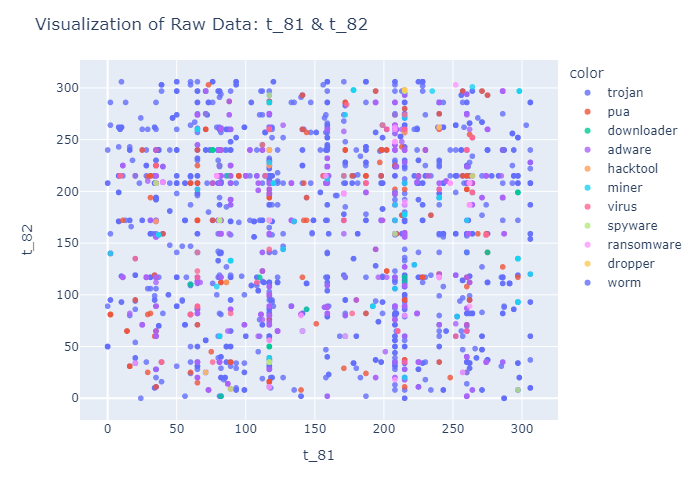 Visualization of Raw Data: t_81 & t_82
color
trojan
pua
downloader
adware
hacktool
miner
virus
spyware
ransomware
dropper
worm
300
250
200
150
100
50
0
t_82
0 50 100 150 200 250 300
t_81